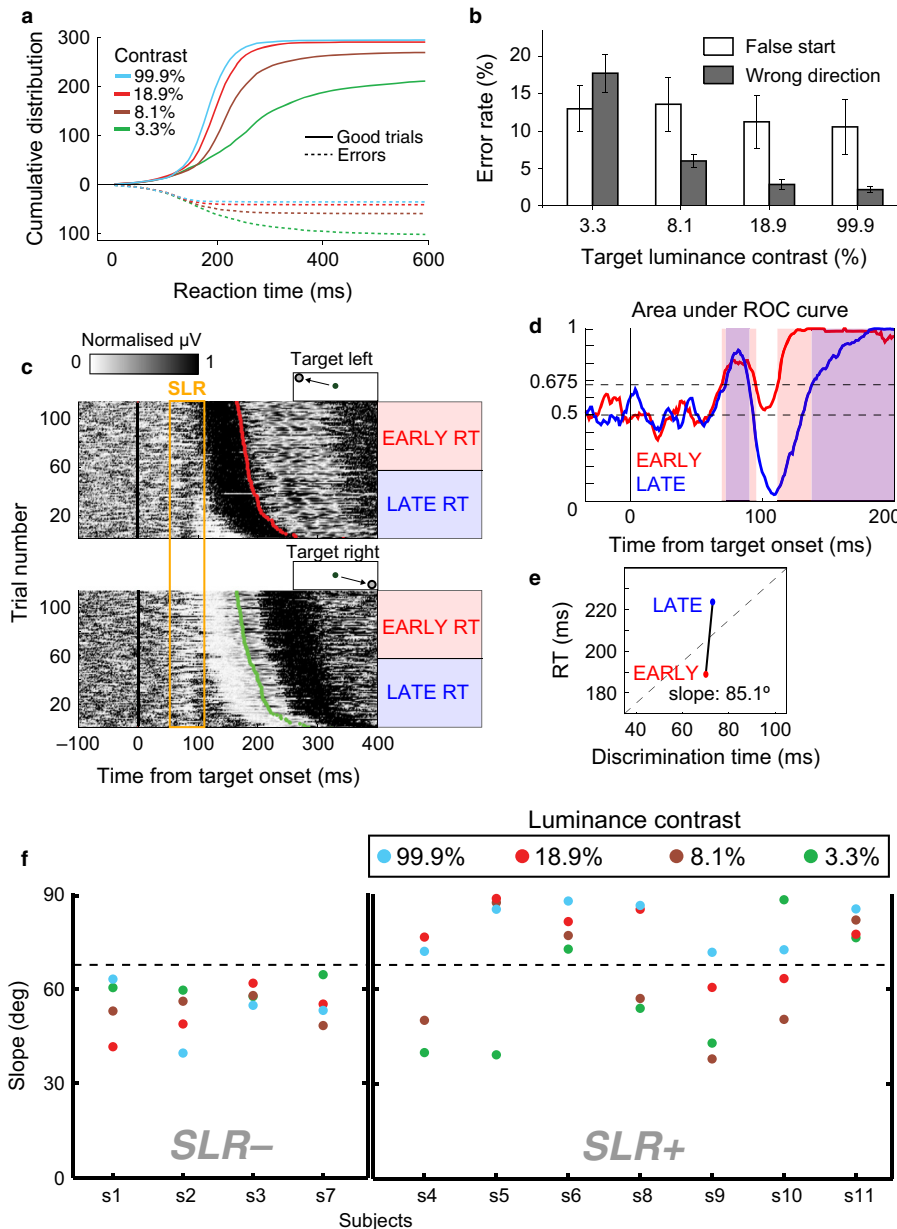 a
300
200
100
0
100
Cumulative distribution
Contrast
99.9%
18.9%
8.1%
3.3%
Good trials
Errors
0
200
400
600
Reaction time (ms)
b
20
15
10
5
0
Error rate (%)
False start
Wrong direction
3.3
8.1
18.9
99.9
Target luminance contrast (%)
c
Normalised µV
0
1
SLR
Target left
100
60
20
EARLY RT
LATE RT
Target right
100
60
20
EARLY RT
LATE RT
Trial number
–100
0
100
200
300
400
Time from target onset (ms)
d
Area under ROC curve
1
0.675
0.5
0
EARLY
LATE
0
100
200
Time from target onset (ms)
e
RT (ms)
220
200
190
180
LATE
EARLY
slope: 85.1º
40
60
80
100
Discrimination time (ms)
f
Luminance contrast
99.9%
18.9%
8.1%
3.3%
90
60
30
0
Slope (deg)
SLR–
SLR+
s1
s2
s3
s7
s4
s5
s6
s8
s9
s10
s11
Subjects